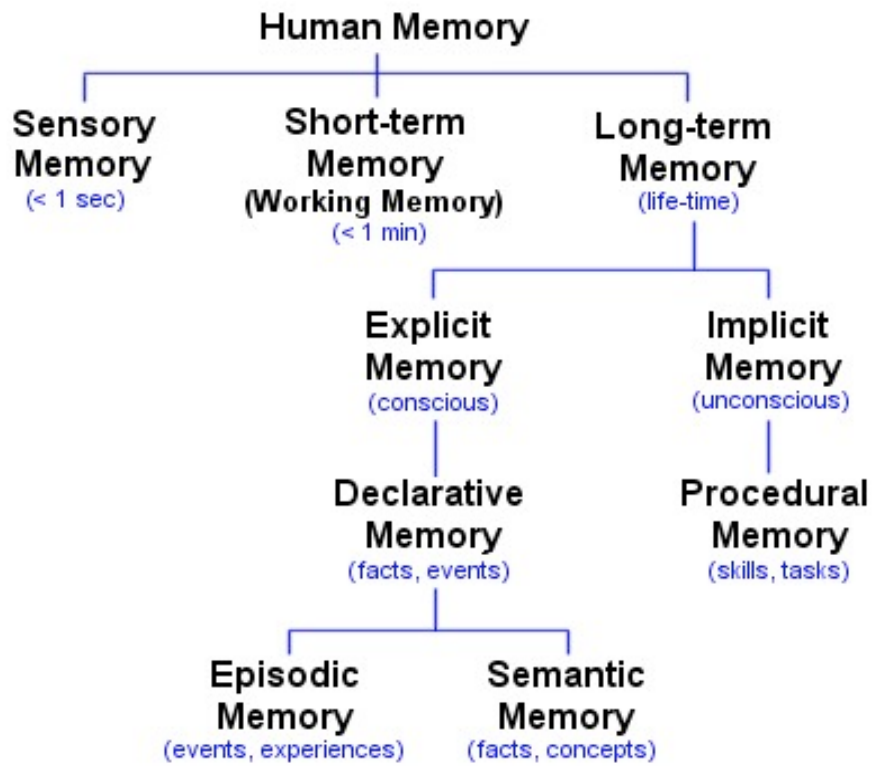 Human Memory
Sensory
Memory
(< 1 sec)
Short-term
Memory
(Working Memory)
(< 1 min)
Long-term
Memory
(life-time)
Explicit
Memory
(conscious)
Implicit
Memory
(unconscious)
Declarative
Memory
(facts, events)
Procedural
Memory
(skills, tasks)
Episodic
Memory
(events, experiences)
Semantic
Memory
(facts, concepts)